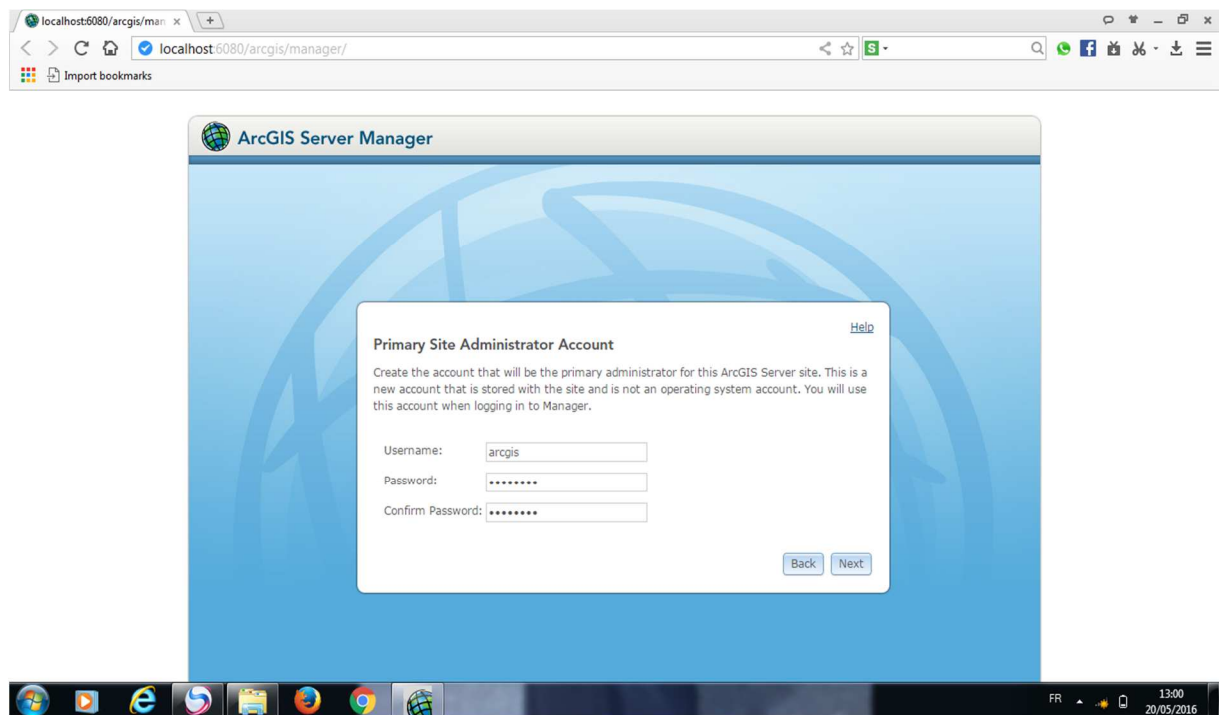 localhost:6080/arcgis/man
localhost:6080/arcgis/manager/
Import bookmarks
ArcGIS Server Manager
Help
Primary Site Administrator Account
Create the account that will be the primary administrator for this ArcGIS Server site. This is a
new account that is stored with the site and is not an operating system account. You will use
this account when logging in to Manager.
Username: arcgis
Password: ••••••••
Confirm Password: ••••••••
Back Next
FR 13:00
20/05/2016